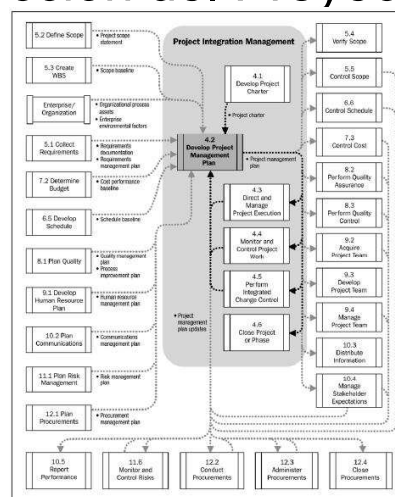 5.2 Define Scope
• Project scope statement
5.3 Create WBS
• Scope baseline
Enterprise/
Organization
• Organizational process assets
• Enterprise environmental factors
5.1 Collect Requirements
• Requirements documentation
• Requirements management plan
7.2 Determine Budget
• Cost performance baseline
6.5 Develop Schedule
• Schedule baseline
8.1 Plan Quality
• Quality management plan
• Process improvement plan
9.1 Develop Human Resource Plan
• Human resource management plan
10.2 Plan Communications
• Communications management plan
11.1 Plan Risk Management
• Risk management plan
12.1 Plan Procurements
• Procurement management plan
Project Integration Management
4.1
Develop Project
Charter
• Project charter
4.2
Develop Project
Management
Plan
• Project management plan
4.3
Direct and
Manage
Project Execution
4.4
Monitor and
Control Project
Work
4.5
Perform
Integrated
Change Control
4.6
Close Project
or Phase
• Project management plan updates
5.4
Verify Scope
5.5
Control Scope
6.6
Control Schedule
7.3
Control Cost
8.2
Perform Quality
Assurance
8.3
Perform Quality
Control
9.2
Acquire
Project Team
9.3
Develop
Project Team
9.4
Manage
Project Team
10.3
Distribute
Information
10.4
Manage
Stakeholder
Expectations
10.5
Report
Performance
11.6
Monitor and
Control Risks
12.2
Conduct
Procurements
12.3
Administer
Procurements
12.4
Close
Procurements